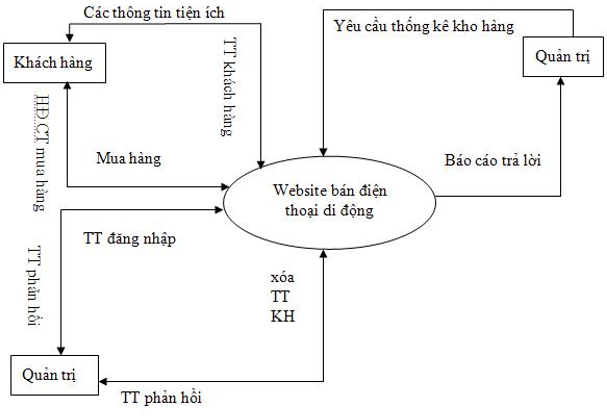 Các thông tin tiện ích
Yêu cầu thống kê kho hàng
Khách hàng
Quản trị
TT khách hàng
HĐ,CT mua hàng
Mua hàng
Báo cáo trả lời
Website bán điện
thoại di động
TT đăng nhập
TT phản hồi
xóa
TT
KH
Quản trị
TT phản hồi